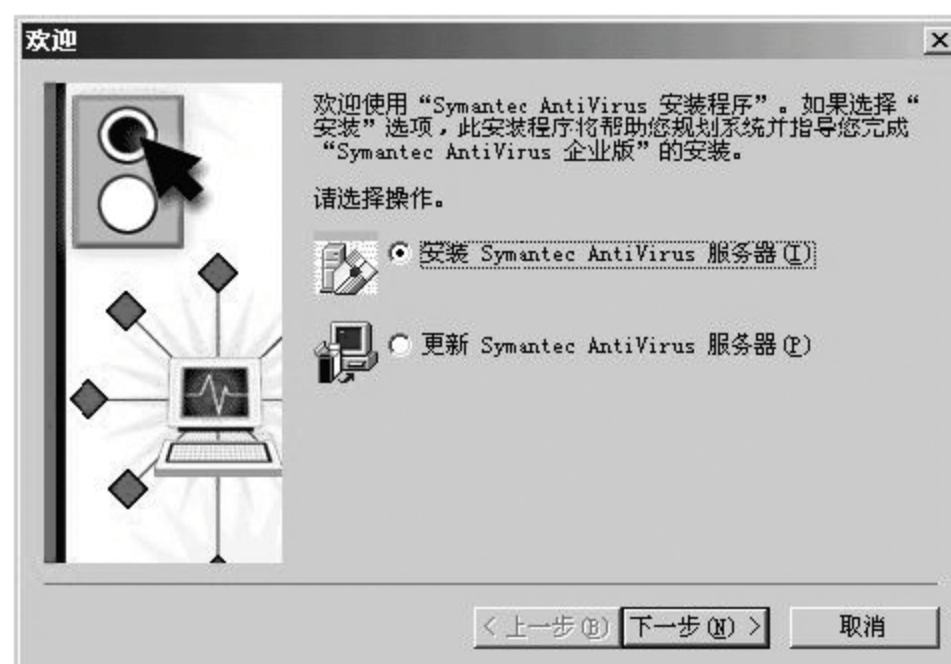 欢迎
欢迎使用“Symantec AntiVirus 安装程序”。如果选择“
安装”选项，此安装程序将帮助您规划系统并指导您完成
“Symantec AntiVirus 企业版”的安装。
请选择操作。
安装 Symantec AntiVirus 服务器(I)
更新 Symantec AntiVirus 服务器(P)
< 上一步(B)
下一步(N) >
取消